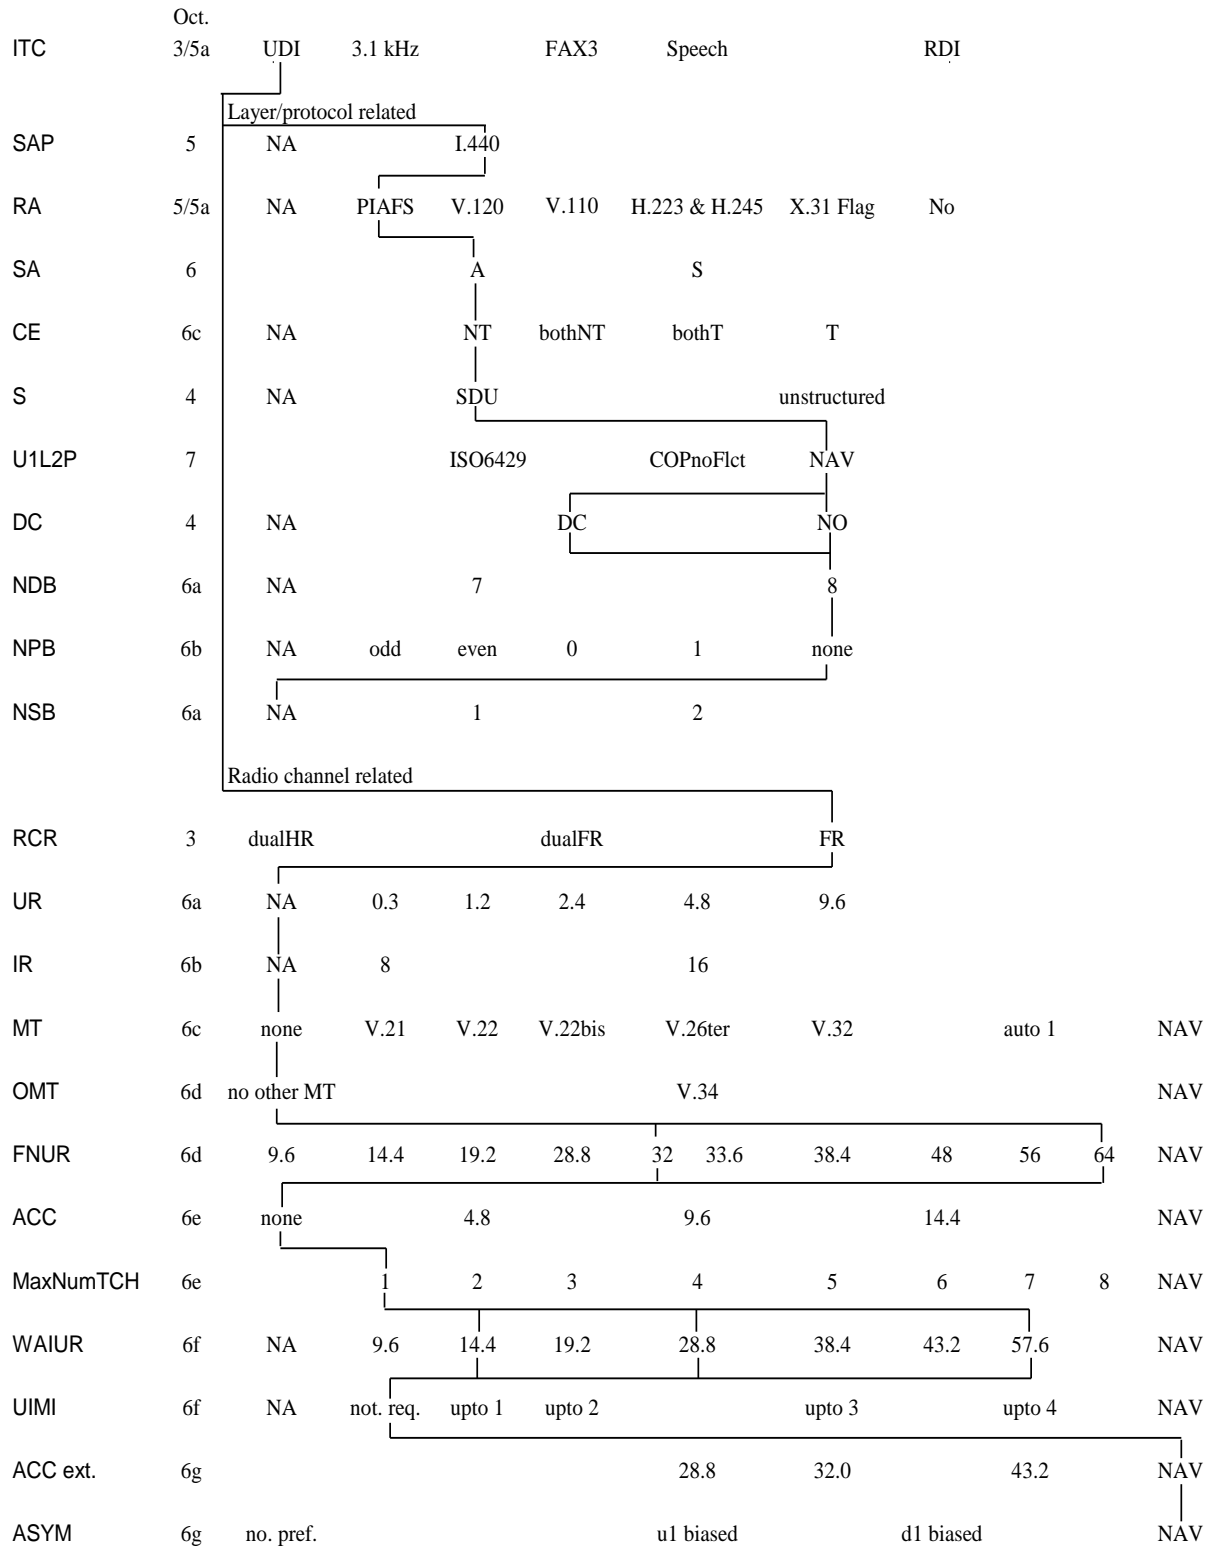 Oct.
ITC 3/5a UDI 3.1 kHz FAX3 Speech RDI
Layer/protocol related
SAP 5 NA I.440
RA 5/5a NA PIAFS V.120 V.110 H.223 & H.245 X.31 Flag No
SA 6 A S
CE 6c NA NT bothNT bothT T
S 4 NA SDU unstructured
U1L2P 7 ISO6429 COPnoFlct NAV
DC 4 NA DC NO
NDB 6a NA 7 8
NPB 6b NA odd even 0 1 none
NSB 6a NA 1 2
Radio channel related
RCR 3 dualHR dualFR FR
UR 6a NA 0.3 1.2 2.4 4.8 9.6
IR 6b NA 8 16
MT 6c none V.21 V.22 V.22bis V.26ter V.32 auto 1 NAV
OMT 6d no other MT V.34 NAV
FNUR 6d 9.6 14.4 19.2 28.8 32 33.6 38.4 48 56 64 NAV
ACC 6e none 4.8 9.6 14.4 NAV
MaxNumTCH 6e 1 2 3 4 5 6 7 8 NAV
WAIUR 6f NA 9.6 14.4 19.2 28.8 38.4 43.2 57.6 NAV
UIMI 6f NA not. req. upto 1 upto 2 upto 3 upto 4 NAV
ACC ext. 6g 28.8 32.0 43.2 NAV
ASYM 6g no. pref. u1 biased d1 biased NAV